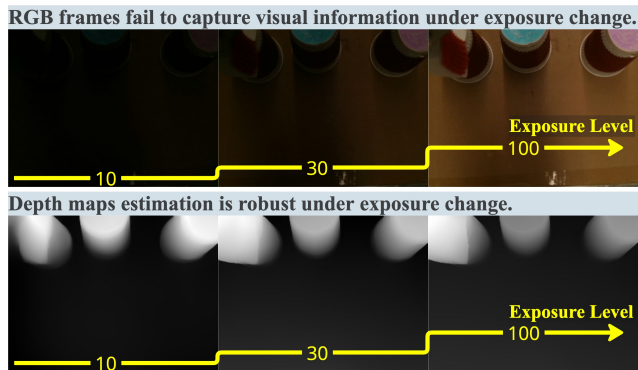 RGB frames fail to capture visual information under exposure change.
Exposure Level
10
30
100
Depth maps estimation is robust under exposure change.
Exposure Level
10
30
100